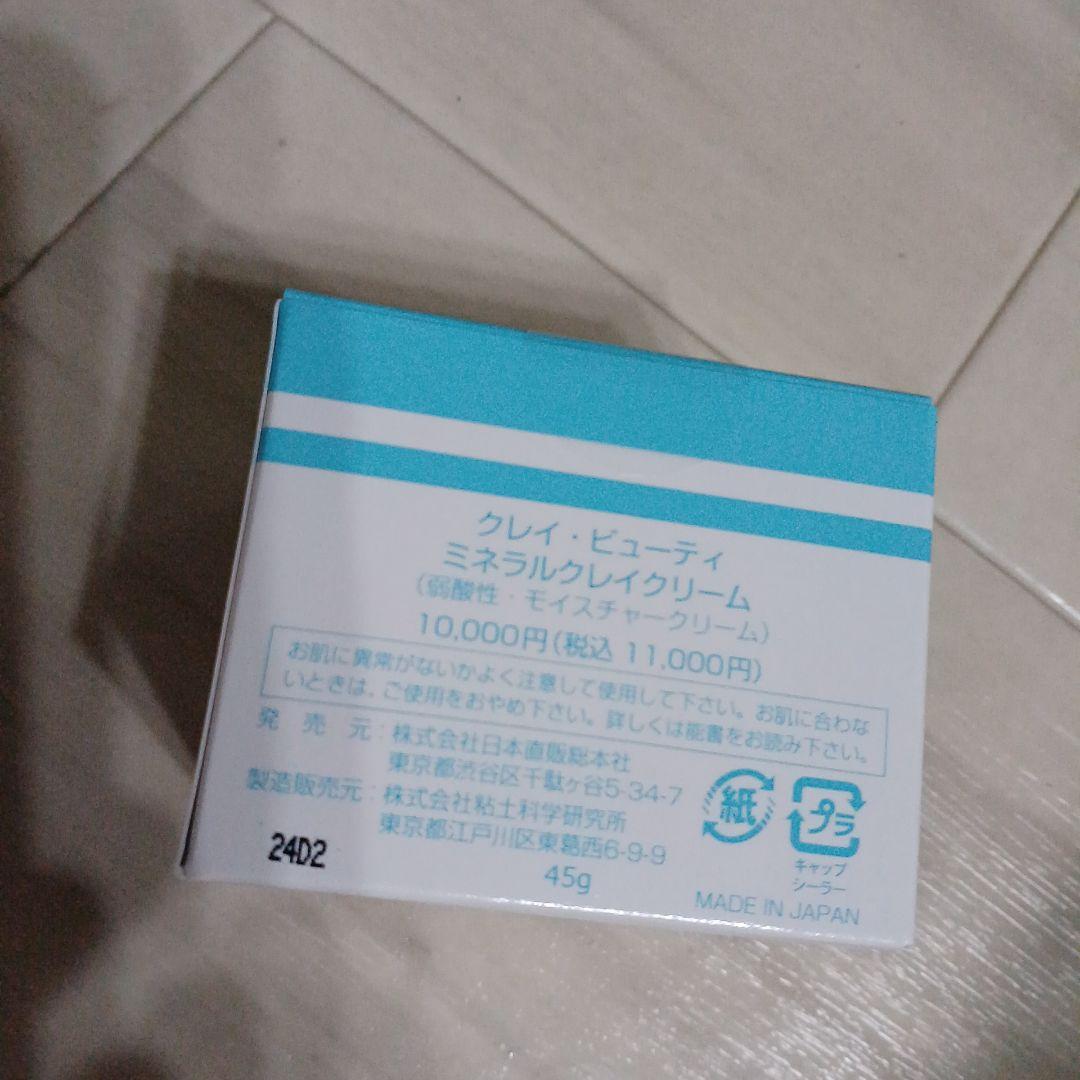 クレイ・ビューティ
ミネラルクレイクリーム
（弱酸性・モイスチャークリーム）
10,000円（税込 11,000円）
お肌に異常がないかよく注意して使用して下さい。お肌に合わな
いときは、ご使用をおやめ下さい。詳しくは能書をお読み下さい。
発売元：株式会社日本直販総本社
東京都渋谷区千駄ヶ谷5-34-7
製造販売元：株式会社粘土科学研究所
東京都江戸川区東葛西6-9-9
45g
24D2
紙
プラ
キャップ
シーラー
MADE IN JAPAN